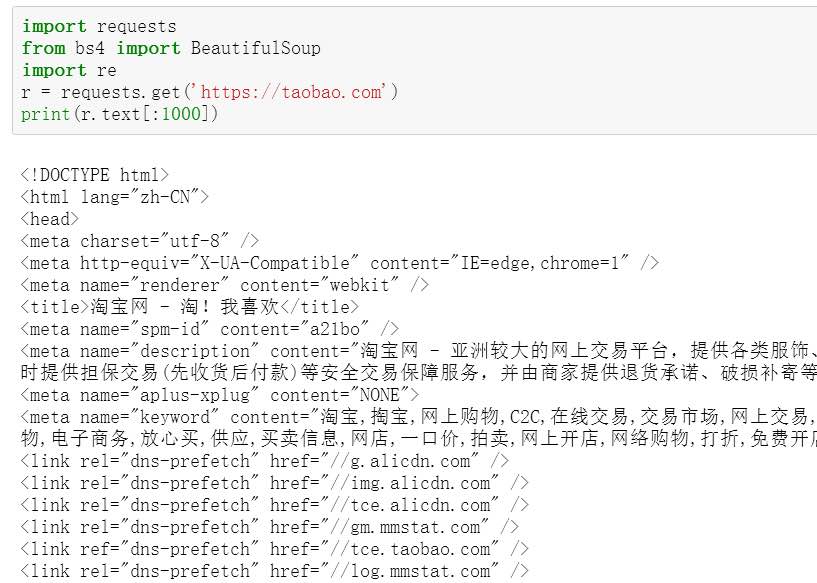 import requests
from bs4 import BeautifulSoup
import re
r = requests.get('https://taobao.com')
print(r.text[:1000])
<!DOCTYPE html>
<html lang="zh-CN">
<head>
<meta charset="utf-8" />
<meta http-equiv="X-UA-Compatible" content="IE=edge,chrome=1" />
<meta name="renderer" content="webkit" />
<title>淘宝网 - 淘！我喜欢</title>
<meta name="spm-id" content="a21bo" />
<meta name="description" content="淘宝网 - 亚洲较大的网上交易平台，提供各类服饰、
时提供担保交易(先收货后付款)等安全交易保障服务，并由商家提供退货承诺、破损补寄等
<meta name="aplus-xplug" content="NONE">
<meta name="keyword" content="淘宝,掏宝,网上购物,C2C,在线交易,交易市场,网上交易,
物,电子商务,放心买,供应,买卖信息,网店,一口价,拍卖,网上开店,网络购物,打折,免费开店
<link rel="dns-prefetch" href="//g.alicdn.com" />
<link rel="dns-prefetch" href="//img.alicdn.com" />
<link rel="dns-prefetch" href="//tce.alicdn.com" />
<link rel="dns-prefetch" href="//gm.mmstat.com" />
<link ref="dns-prefetch" href="//tce.taobao.com" />
<link rel="dns-prefetch" href="//log.mmstat.com" />